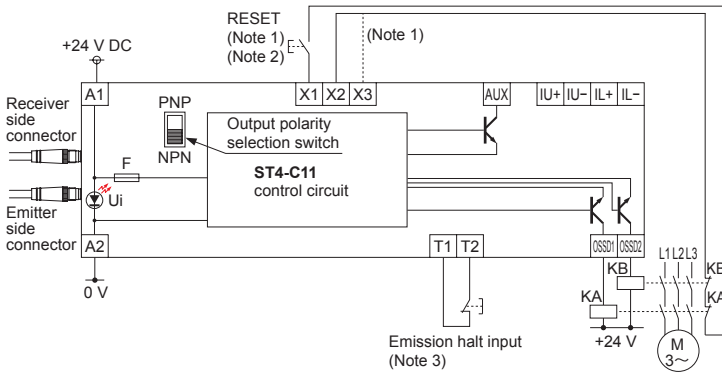 RESET
(Note 1)
(Note 2)
(Note 1)
+24 V DC
A1
X1
X2
X3
AUX
IU+
IU−
IL+
IL−
Receiver
side
connector
PNP
NPN
Output polarity
selection switch
ST4-C11
control circuit
F
Ui
Emitter
side
connector
A2
T1
T2
OSSD1
OSSD2
0 V
L1
L2
L3
KB
KB
KA
KA
+24 V
Emission halt input
(Note 3)
M
3~